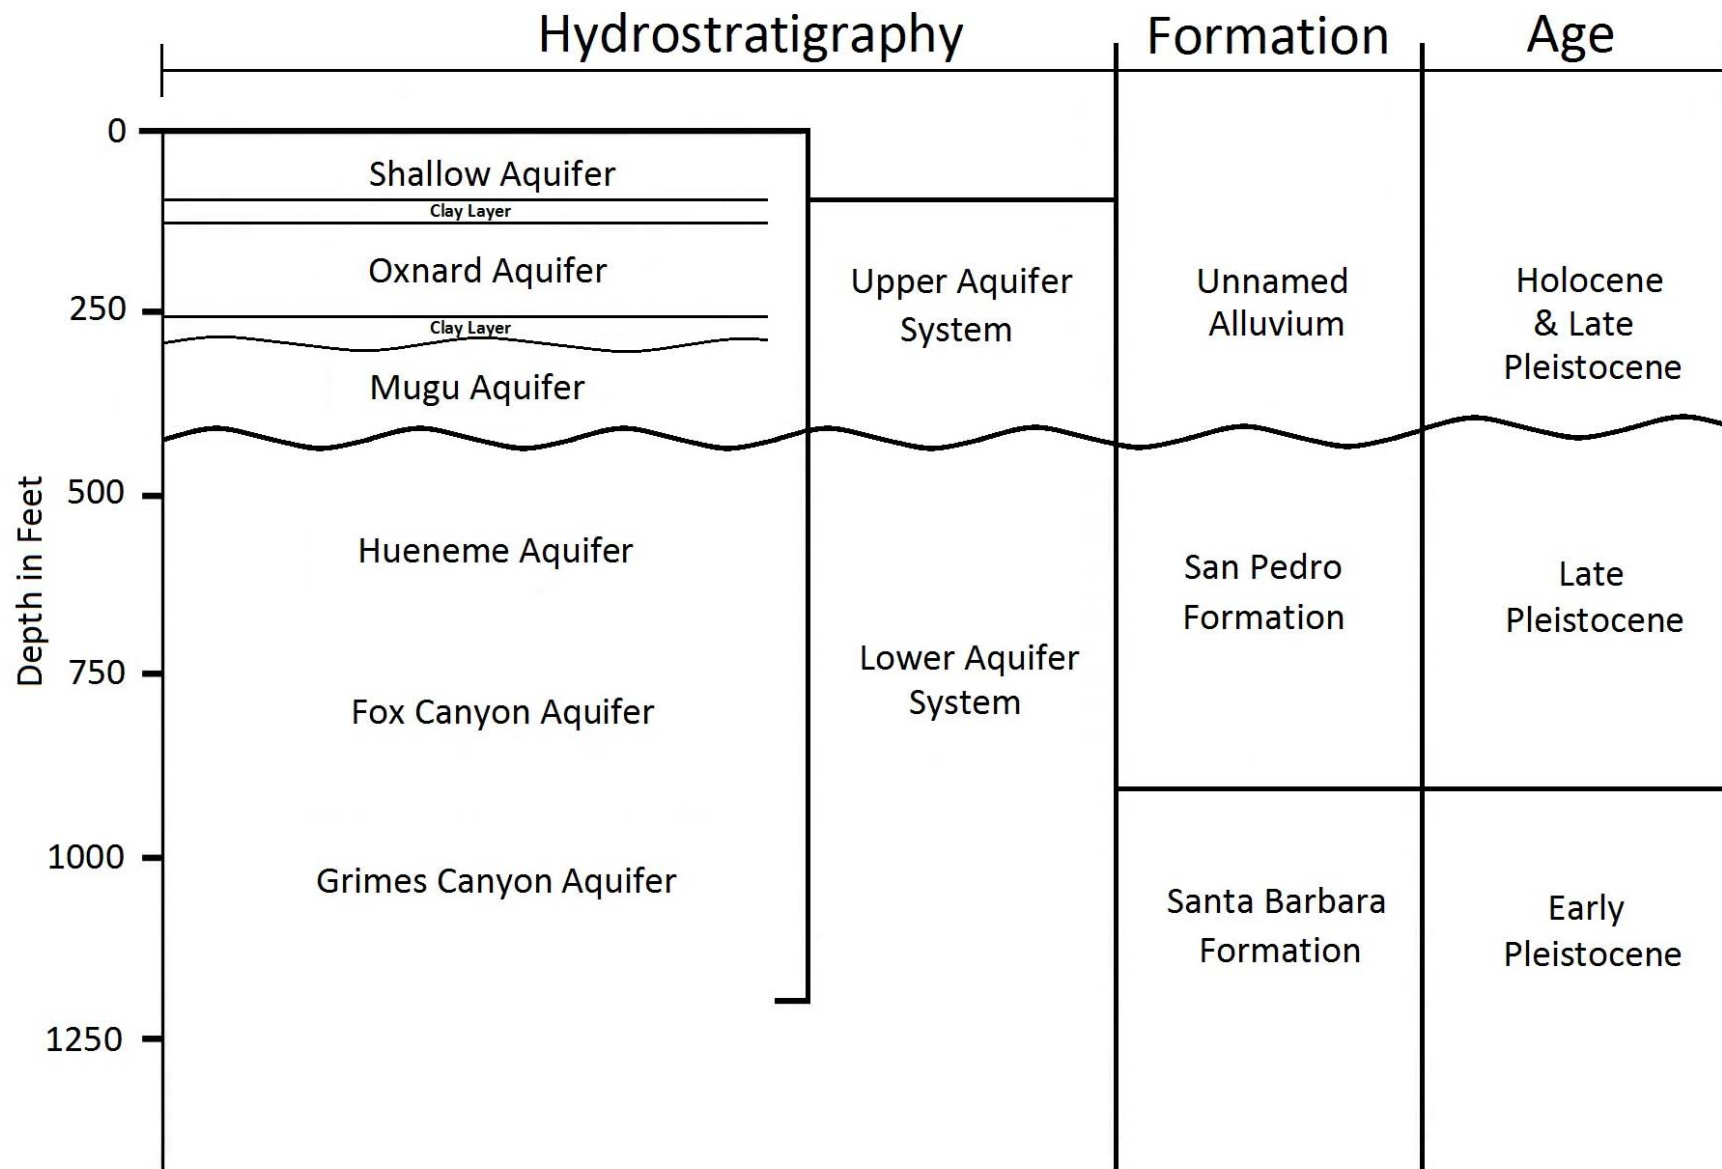 Hydrostratigraphy
Formation
Age
0
Shallow Aquifer
Clay Layer
Oxnard Aquifer
250
Clay Layer
Mugu Aquifer
Upper Aquifer
System
Unnamed
Alluvium
Holocene
& Late
Pleistocene
Depth in Feet
500
Hueneme Aquifer
750
Fox Canyon Aquifer
1000
Grimes Canyon Aquifer
1250
Lower Aquifer
System
San Pedro
Formation
Late
Pleistocene
Santa Barbara
Formation
Early
Pleistocene